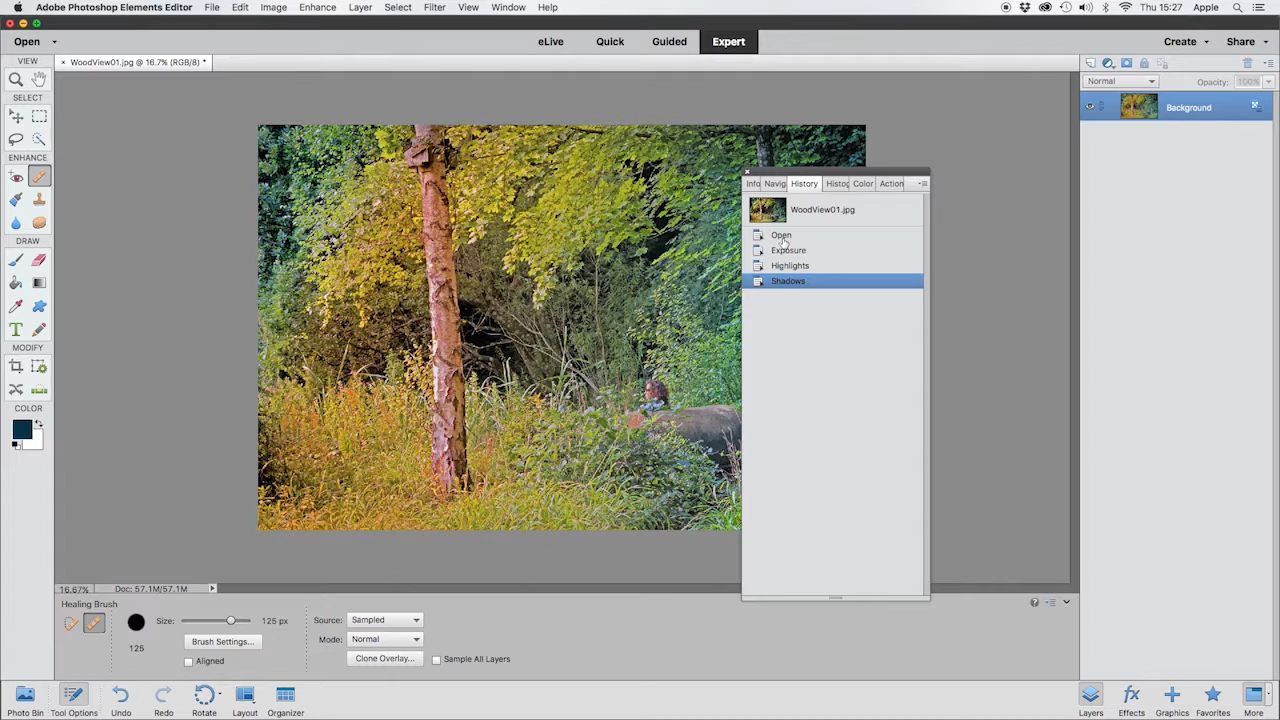 Adobe Photoshop Elements Editor File Edit Image Enhance Layer Select Filter View Window Help Thu 15:27 Apple
Open eLive Quick Guided Expert Create Share
VIEW × WoodView01.jpg @ 16.7% (RGB/8) *
Normal Opacity: 100%
SELECT
Background
ENHANCE
Info Navig History Histog Color Action
WoodView01.jpg
Open
DRAW
Exposure
Highlights
Shadows
T
MODIFY
COLOR
16.67% Doc: 57.1M/57.1M
Healing Brush
Size: 125 px Source: Sampled
125 Brush Settings... Mode: Normal
Aligned Clone Overlay... Sample All Layers
Photo Bin Tool Options Undo Redo Rotate Layout Organizer Layers Effects Graphics Favorites More